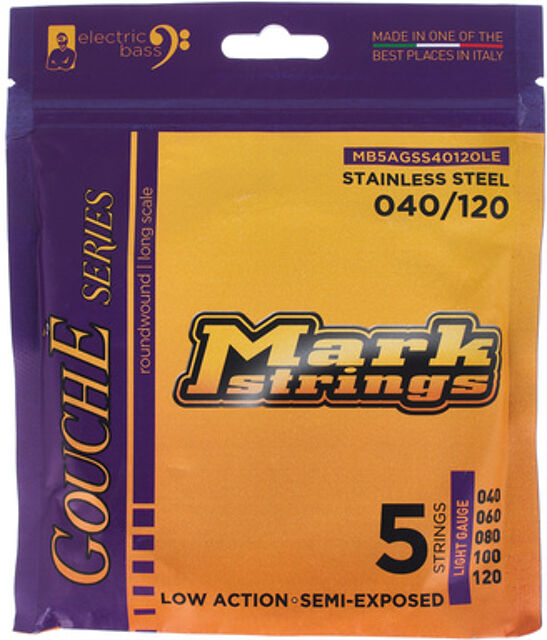 electric
bass
MADE IN ONE OF THE
BEST PLACES IN ITALY
MB5AGSS40120LE
STAINLESS STEEL
040/120
GOUCHE SERIES
roundwound | long scale
Mark
strings
5
STRINGS
LIGHT GAUGE
040
060
080
100
120
LOW ACTION◦SEMI-EXPOSED